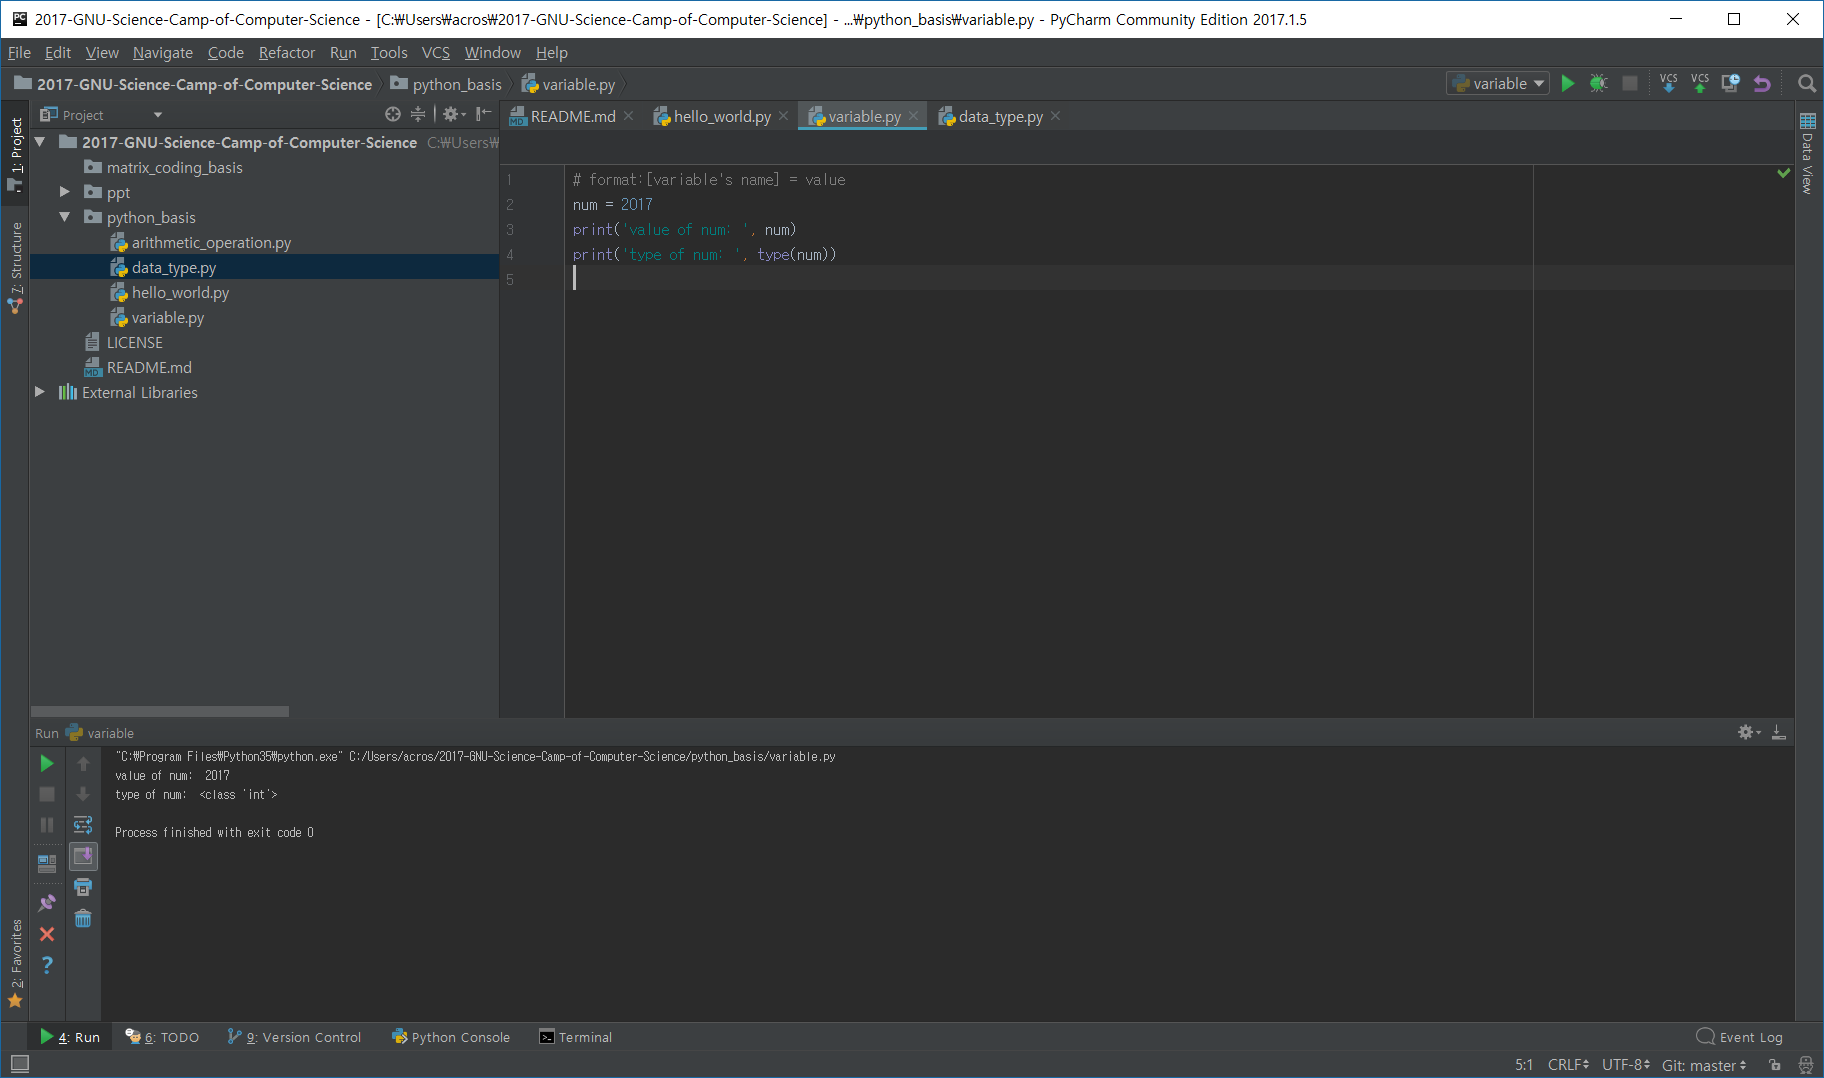 2017-GNU-Science-Camp-of-Computer-Science - [C:₩Users₩acros₩2017-GNU-Science-Camp-of-Computer-Science] - ...₩python_basis₩variable.py - PyCharm Community Edition 2017.1.5
File Edit View Navigate Code Refactor Run Tools VCS Window Help
2017-GNU-Science-Camp-of-Computer-Science python_basis variable.py variable VCS VCS
Project README.md hello_world.py variable.py data_type.py
1: Project
7: Structure
2: Favorites
Data View
2017-GNU-Science-Camp-of-Computer-Science C:₩Users₩
matrix_coding_basis
ppt
python_basis
arithmetic_operation.py
data_type.py
hello_world.py
variable.py
LICENSE
README.md
External Libraries
1 # format:[variable's name] = value
2 num = 2017
3 print('value of num: ', num)
4 print('type of num: ', type(num))
5
Run variable
"C:₩Program Files₩Python35₩python.exe" C:/Users/acros/2017-GNU-Science-Camp-of-Computer-Science/python_basis/variable.py
value of num:  2017
type of num:  <class 'int'>
Process finished with exit code 0
4: Run 6: TODO 9: Version Control Python Console Terminal Event Log
5:1 CRLF UTF-8 Git: master